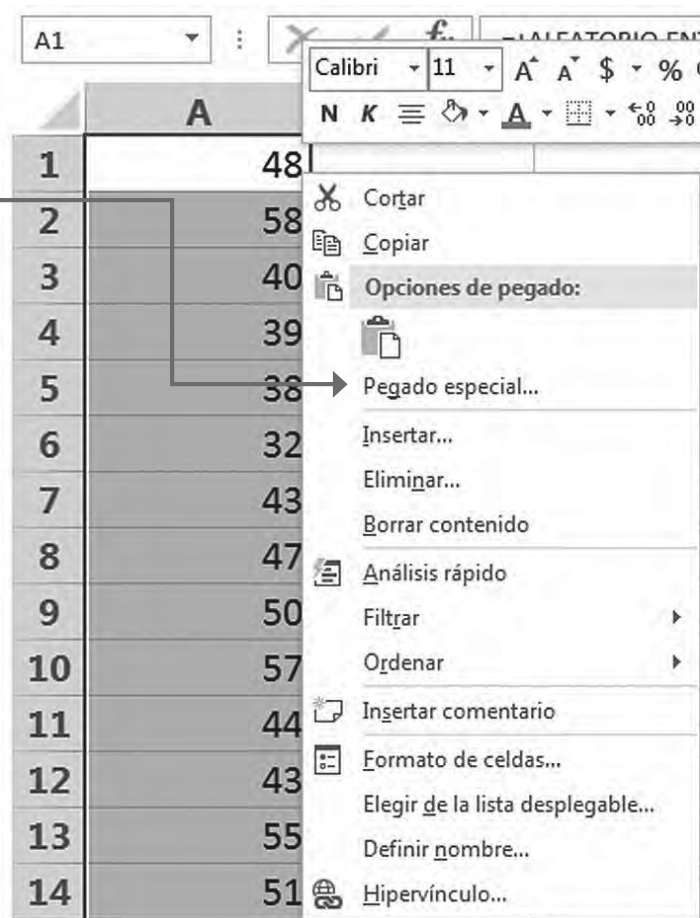 A1
Calibri 11 A A $ %
N K A
A
1 48
2 58
3 40
4 39
5 38
6 32
7 43
8 47
9 50
10 57
11 44
12 43
13 55
14 51
Cortar
Copiar
Opciones de pegado:
Pegado especial...
Insertar...
Eliminar...
Borrar contenido
Análisis rápido
Filtrar
Ordenar
Insertar comentario
Formato de celdas...
Elegir de la lista desplegable...
Definir nombre...
Hipervínculo...